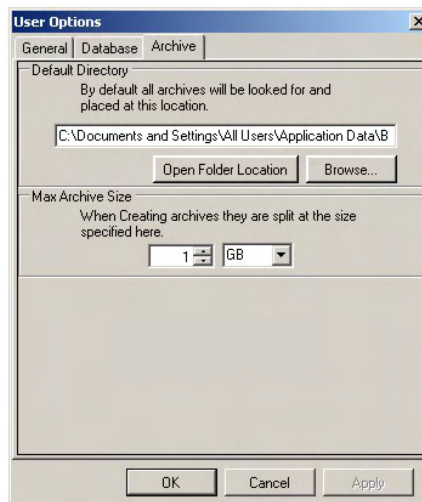 User Options
General Database Archive
Default Directory
By default all archives will be looked for and
placed at this location.
C:\Documents and Settings\All Users\Application Data\B
Open Folder Location Browse...
Max Archive Size
When Creating archives they are split at the size
specified here.
1 GB
OK Cancel Apply